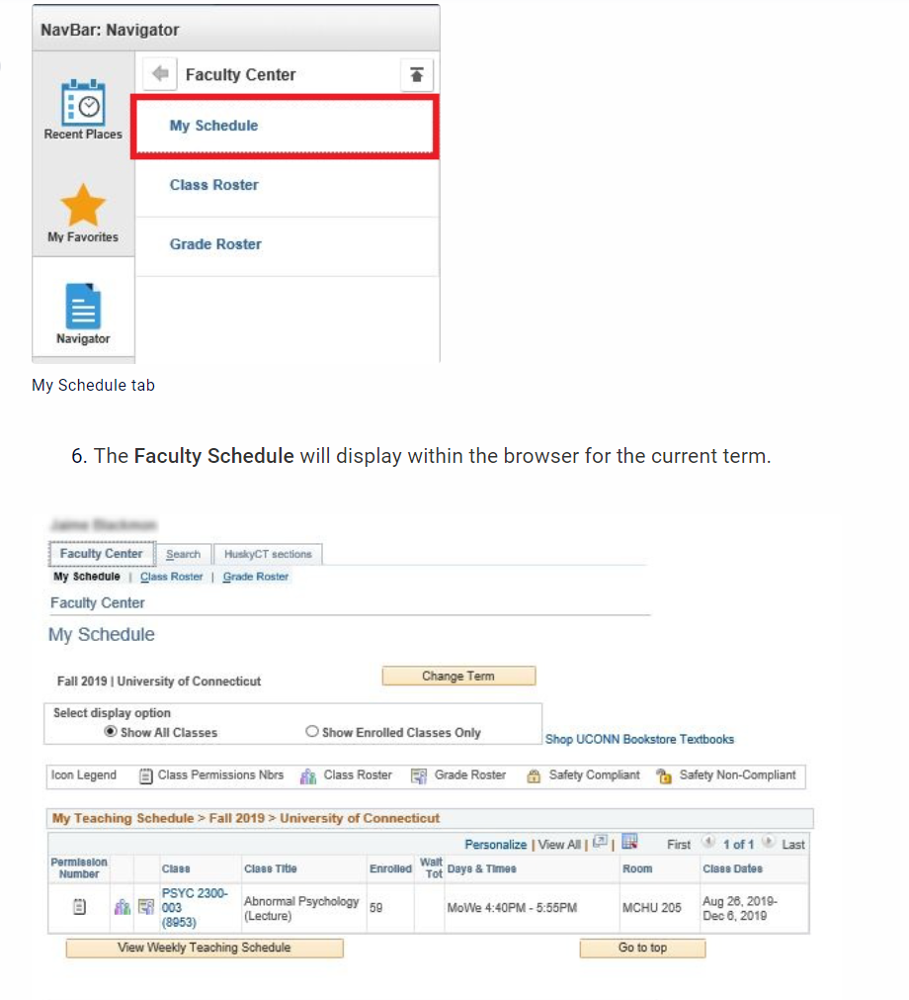 NavBar: Navigator
Recent Places
Faculty Center
My Schedule
Class Roster
My Favorites
Grade Roster
Navigator
My Schedule tab
6. The Faculty Schedule will display within the browser for the current term.
Faculty Center Search HuskyCT sections
My Schedule | Class Roster | Grade Roster
Faculty Center
My Schedule
Fall 2019 | University of Connecticut Change Term
Select display option
Show All Classes Show Enrolled Classes Only
Shop UCONN Bookstore Textbooks
Icon Legend Class Permissions Nbrs Class Roster Grade Roster Safety Compliant Safety Non-Compliant
My Teaching Schedule > Fall 2019 > University of Connecticut
Personalize | View All | | First 1 of 1 Last
Permission Number Class Class Title Enrolled Wait Tot Days & Times Room Class Dates
PSYC 2300-
003
(8953)
Abnormal Psychology
(Lecture)
59
MoWe 4:40PM - 5:55PM
MCHU 205
Aug 26, 2019-
Dec 6, 2019
View Weekly Teaching Schedule Go to top